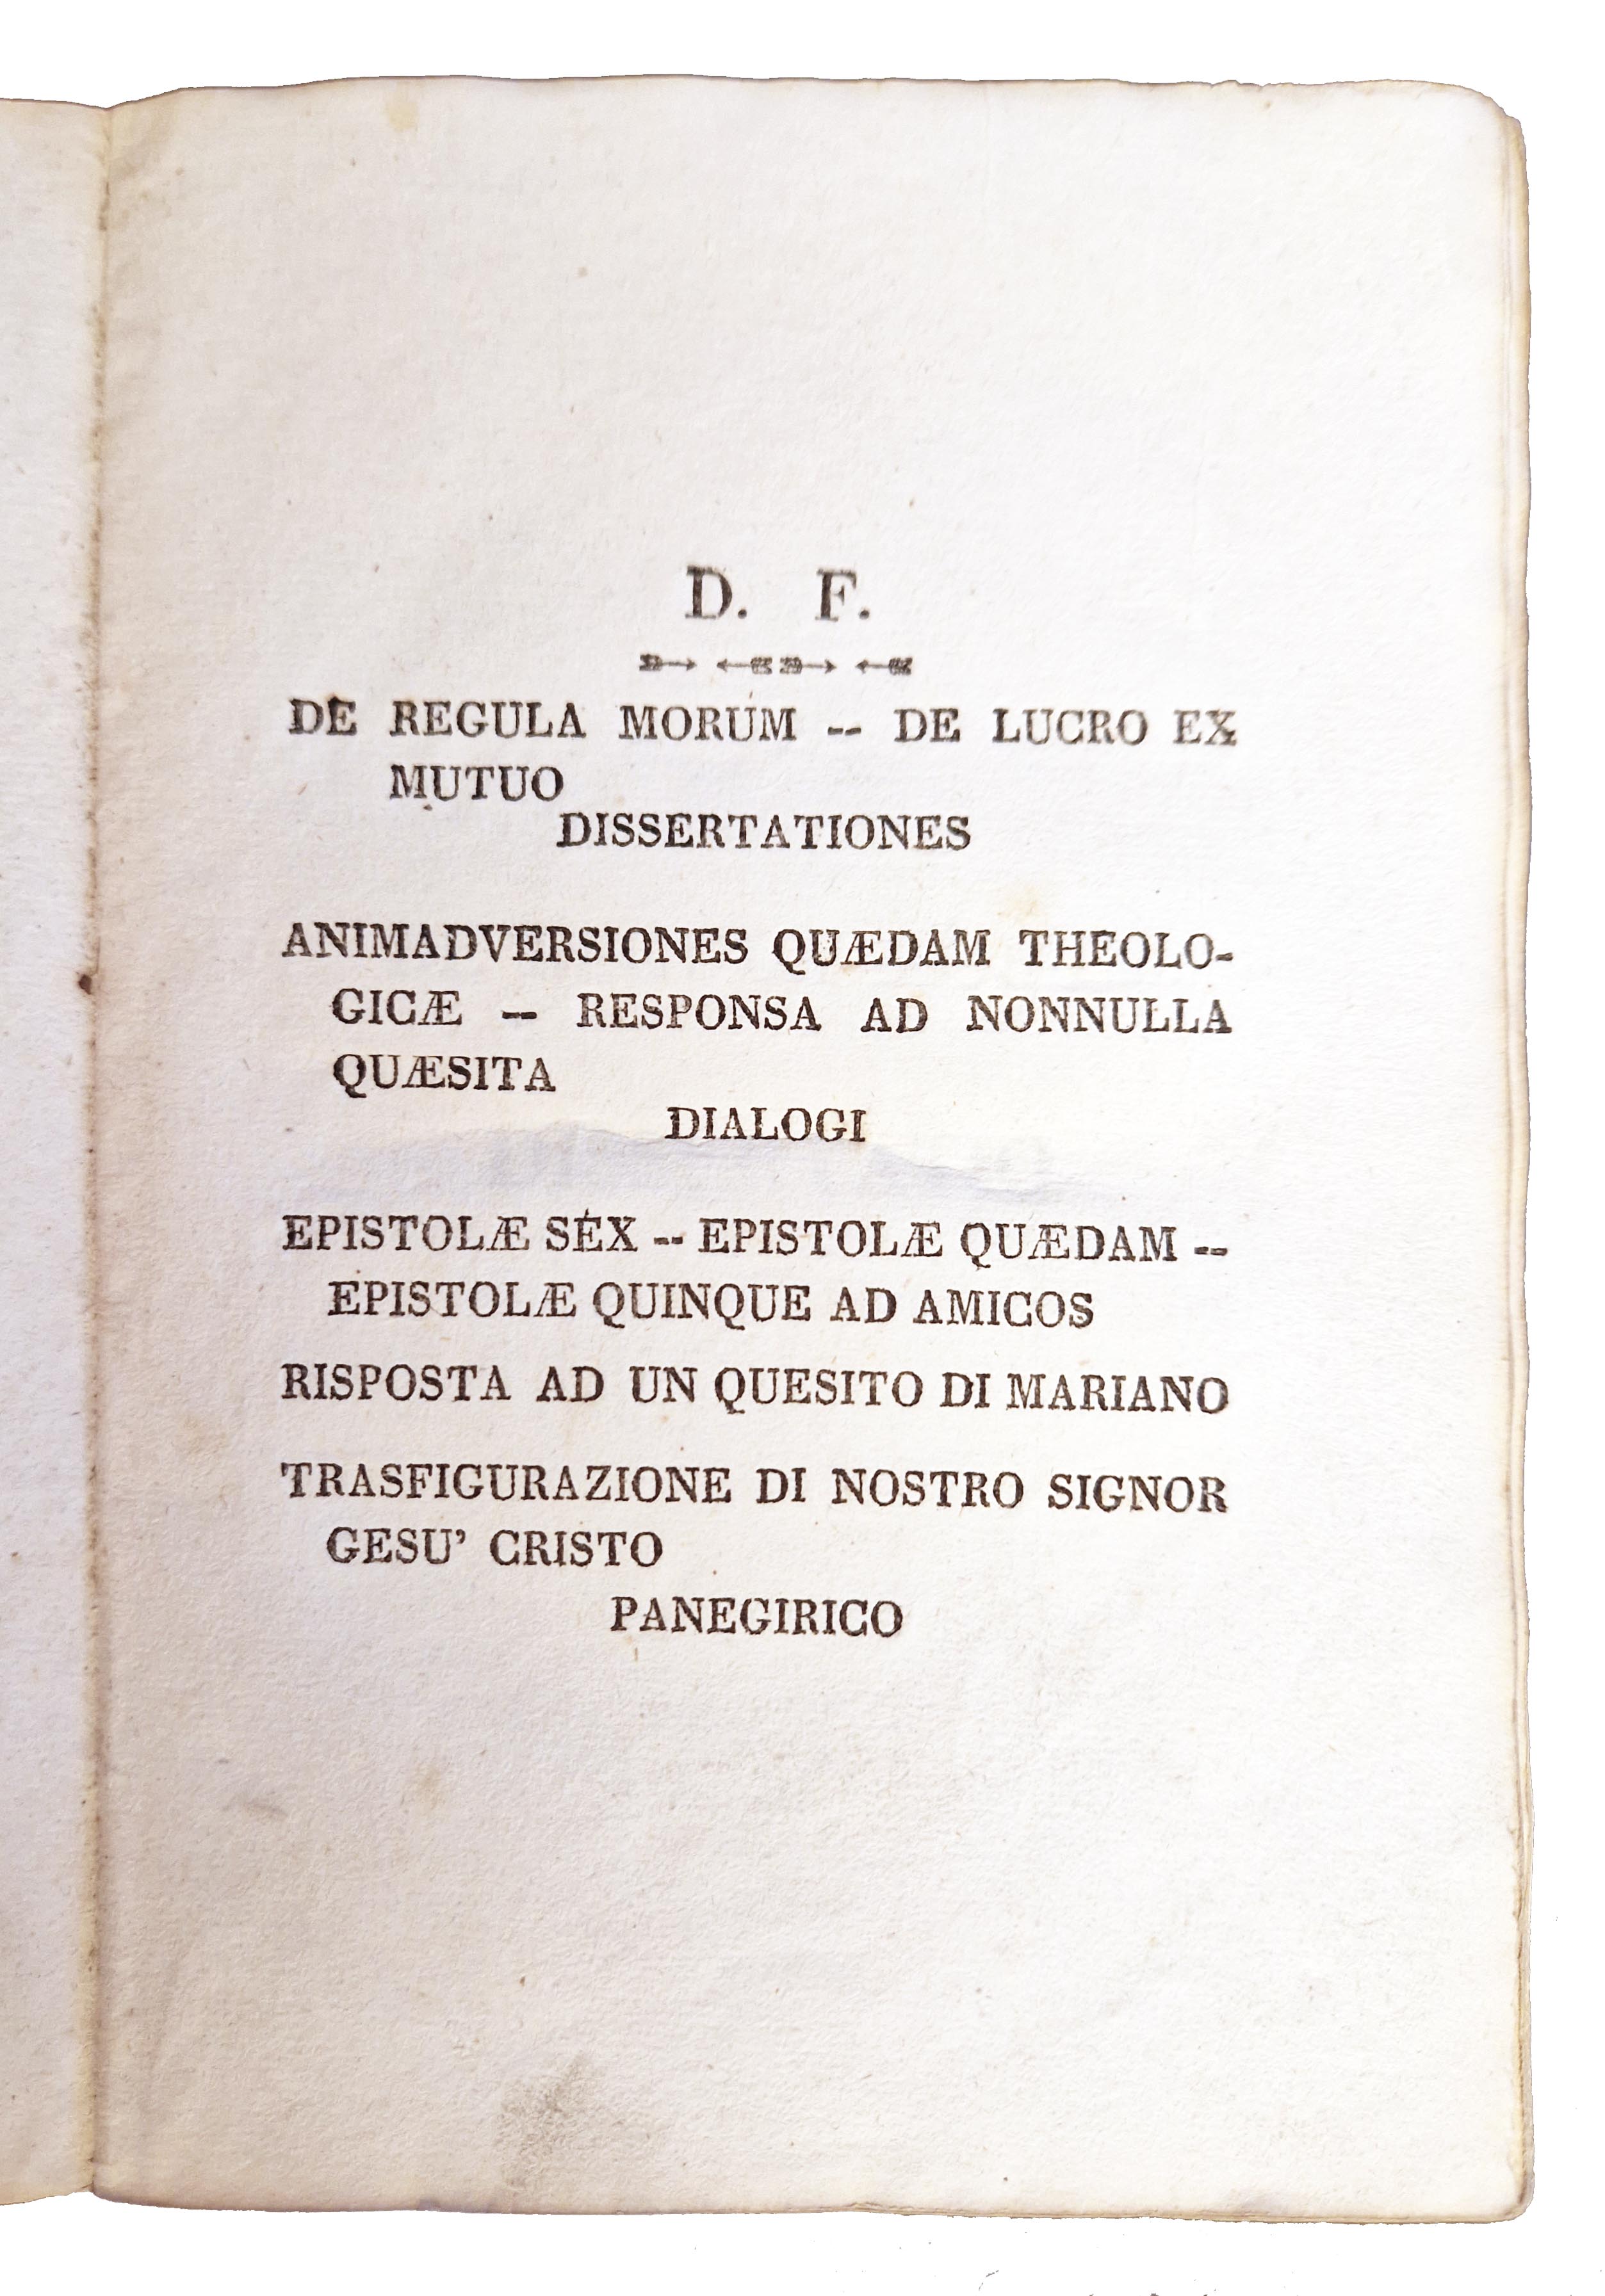 D. F.
DE REGULA MORUM -- DE LUCRO EX
MUTUO
DISSERTATIONES
ANIMADVERSIONES QUÆDAM THEOLO-
GICÆ -- RESPONSA AD NONNULLA
QUÆSITA
DIALOGI
EPISTOLÆ SEX -- EPISTOLÆ QUÆDAM --
EPISTOLÆ QUINQUE AD AMICOS
RISPOSTA AD UN QUESITO DI MARIANO
TRASFIGURAZIONE DI NOSTRO SIGNOR
GESU' CRISTO
PANEGIRICO